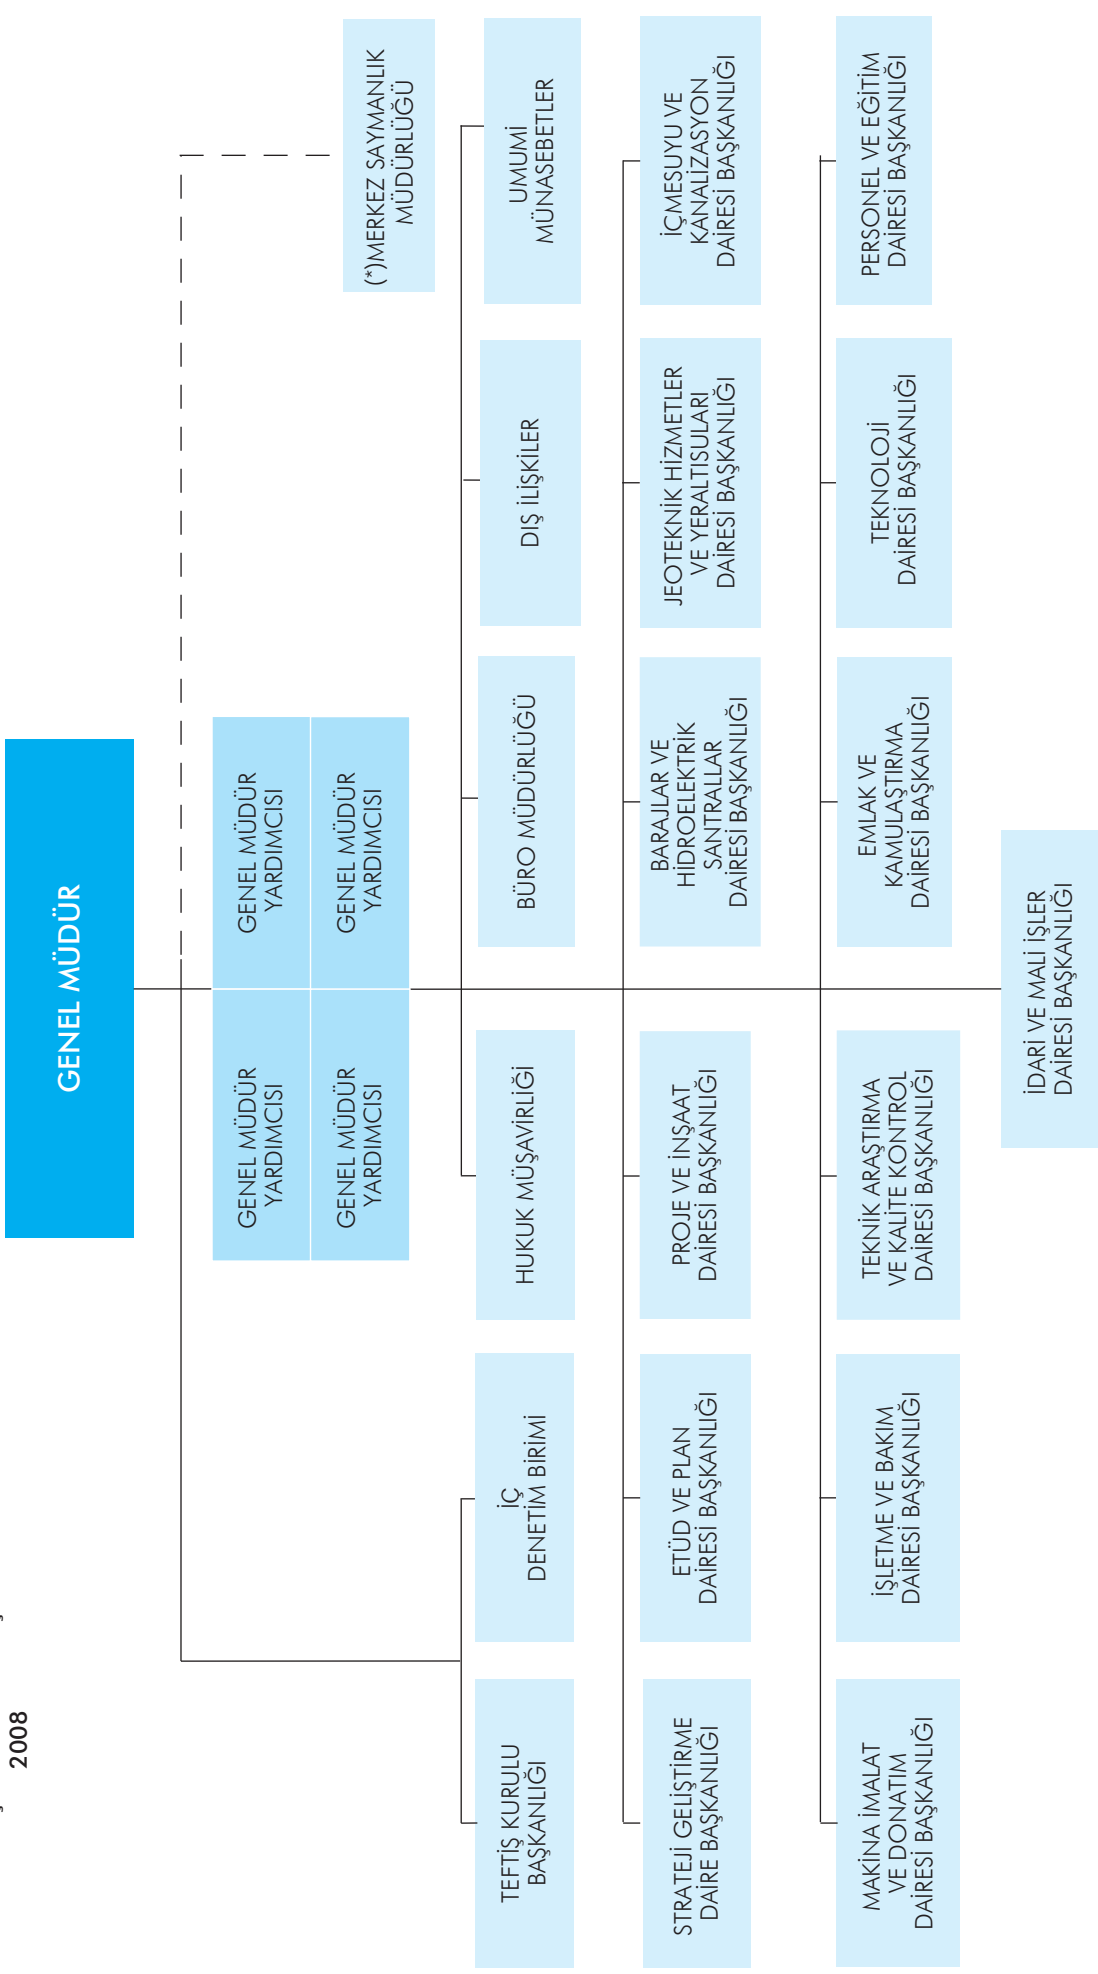 2008
GENEL MÜDÜR
GENEL MÜDÜR
YARDIMCISI
GENEL MÜDÜR
YARDIMCISI
GENEL MÜDÜR
YARDIMCISI
GENEL MÜDÜR
YARDIMCISI
(*)MERKEZ SAYMANLIK
MÜDÜRLÜĞÜ
TEFTİŞ KURULU
BAŞKANLIĞI
İÇ
DENETİM BİRİMİ
HUKUK MÜŞAVİRLİĞİ
BÜRO MÜDÜRLÜĞÜ
DIŞ İLİŞKİLER
UMUMİ
MÜNASEBETLER
STRATEJİ GELİŞTİRME
DAİRE BAŞKANLIĞI
ETÜD VE PLAN
DAİRESİ BAŞKANLIĞI
PROJE VE İNŞAAT
DAİRESİ BAŞKANLIĞI
BARAJLAR VE
HİDROELEKTRİK
SANTRALLAR
DAİRESİ BAŞKANLIĞI
JEOTEKNİK HİZMETLER
VE YERALTISULARI
DAİRESİ BAŞKANLIĞI
İÇMESUYU VE
KANALİZASYON
DAİRESİ BAŞKANLIĞI
MAKİNA İMALAT
VE DONATIM
DAİRESİ BAŞKANLIĞI
İŞLETME VE BAKIM
DAİRESİ BAŞKANLIĞI
TEKNİK ARAŞTIRMA
VE KALİTE KONTROL
DAİRESİ BAŞKANLIĞI
EMLAK VE
KAMULAŞTIRMA
DAİRESİ BAŞKANLIĞI
TEKNOLOJİ
DAİRESİ BAŞKANLIĞI
PERSONEL VE EĞİTİM
DAİRESİ BAŞKANLIĞI
İDARİ VE MALİ İŞLER
DAİRESİ BAŞKANLIĞI